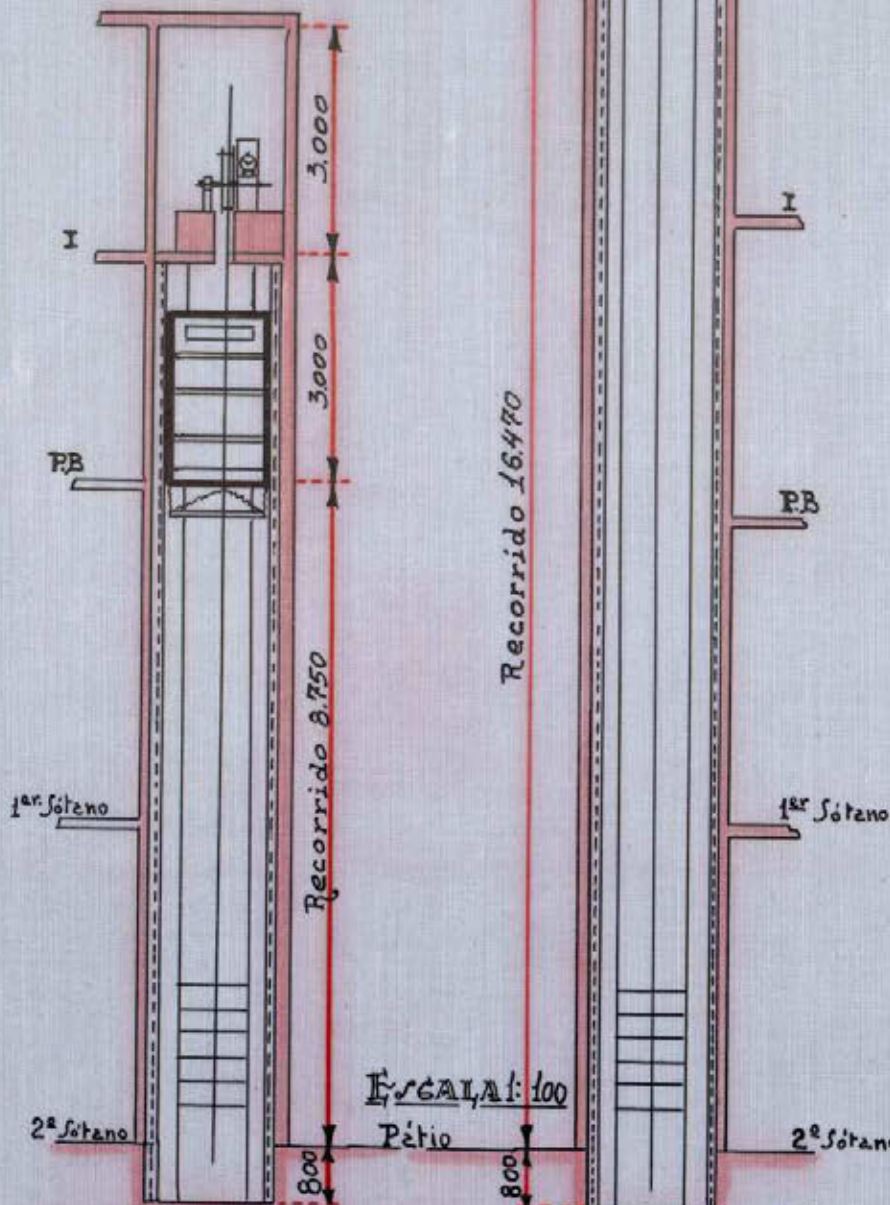 3.000
I
I
3.000
Recorrido 16.470
P.B
P.B
Recorrido 8.750
1er. Sótano
1er Sótano
ESCALA 1:100
2º Sótano
Pátio
2º Sótano
800
800